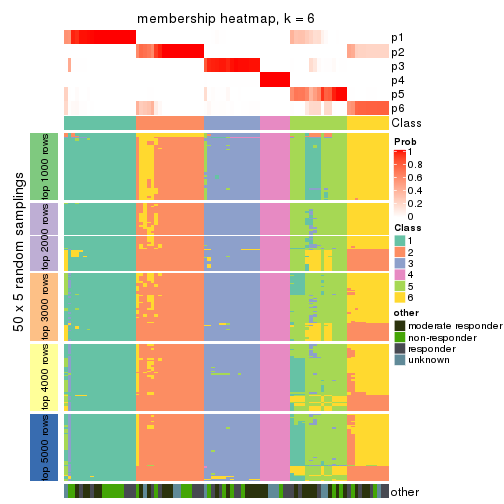 membership heatmap, k = 6
p1
p2
p3
p4
p5
p6
Class
50 x 5 random samplings
top 1000 rows
top 2000 rows
top 3000 rows
top 4000 rows
top 5000 rows
other
Prob
1
0.8
0.6
0.4
0.2
0
Class
1
2
3
4
5
6
other
moderate responder
non-responder
responder
unknown